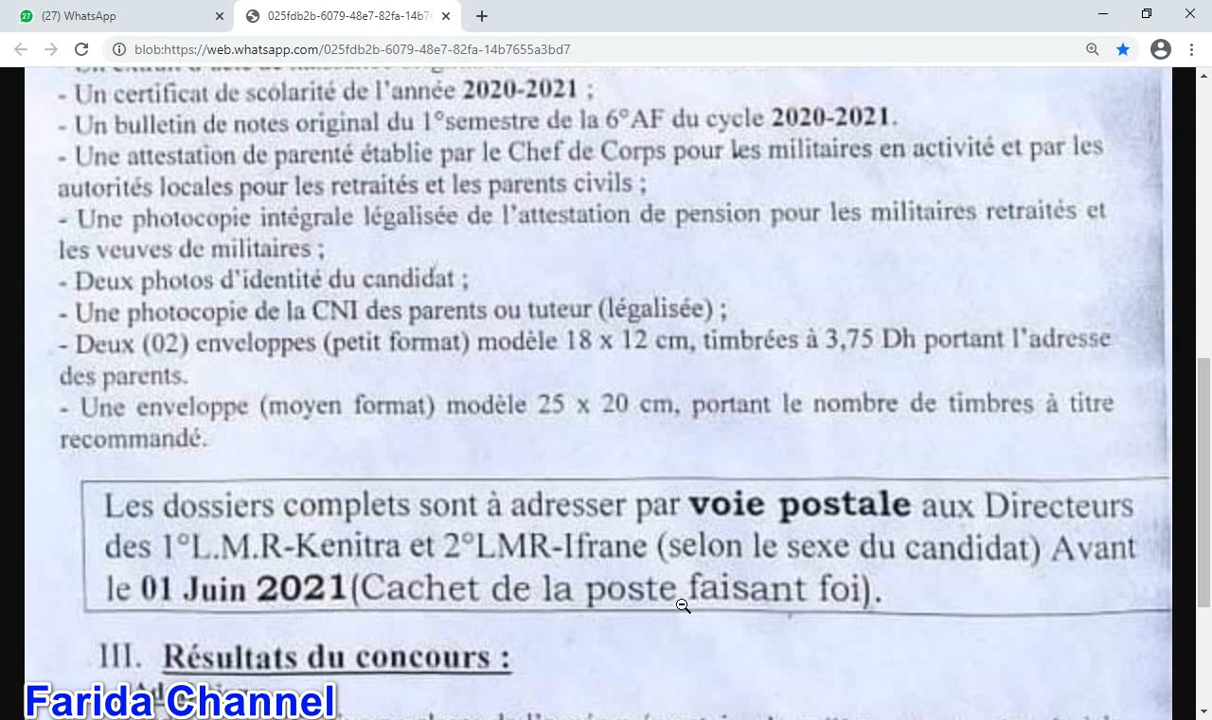 (27) WhatsApp
025fdb2b-6079-48e7-82fa-14b7
blob:https://web.whatsapp.com/025fdb2b-6079-48e7-82fa-14b7655a3bd7
- Un certificat de scolarité de l'année 2020-2021 ;
- Un bulletin de notes original du 1°semestre de la 6°AF du cycle 2020-2021.
- Une attestation de parenté établie par le Chef de Corps pour les militaires en activité et par les
autorités locales pour les retraités et les parents civils ;
- Une photocopie intégrale légalisée de l'attestation de pension pour les militaires retraités et
les veuves de militaires ;
- Deux photos d'identité du candidat ;
- Une photocopie de la CNI des parents ou tuteur (légalisée) ;
- Deux (02) enveloppes (petit format) modèle 18 x 12 cm, timbrées à 3,75 Dh portant l'adresse
des parents.
- Une enveloppe (moyen format) modèle 25 x 20 cm, portant le nombre de timbres à titre
recommandé.
Les dossiers complets sont à adresser par voie postale aux Directeurs
des 1°L.M.R-Kenitra et 2°LMR-Ifrane (selon le sexe du candidat) Avant
le 01 Juin 2021(Cachet de la poste faisant foi).
III. Résultats du concours :
Farida Channel